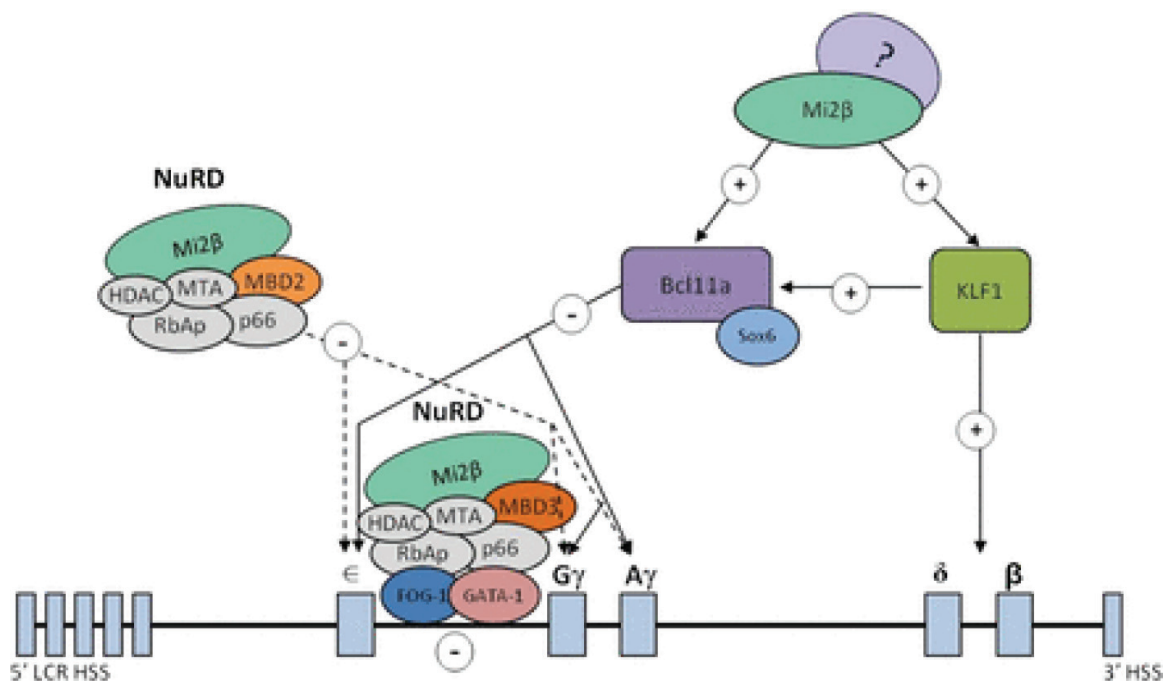 ?
Mi2β
+
+
NuRD
Mi2β
HDAC
MTA
MBD2
RbAp
p66
-
Bcl11a
Sox6
-
+
KLF1
+
NuRD
Mi2β
HDAC
MTA
MBD3
RbAp
p66
FOG-1
GATA-1
-
∈
Gγ
Aγ
δ
β
5' LCR HSS
3' HSS